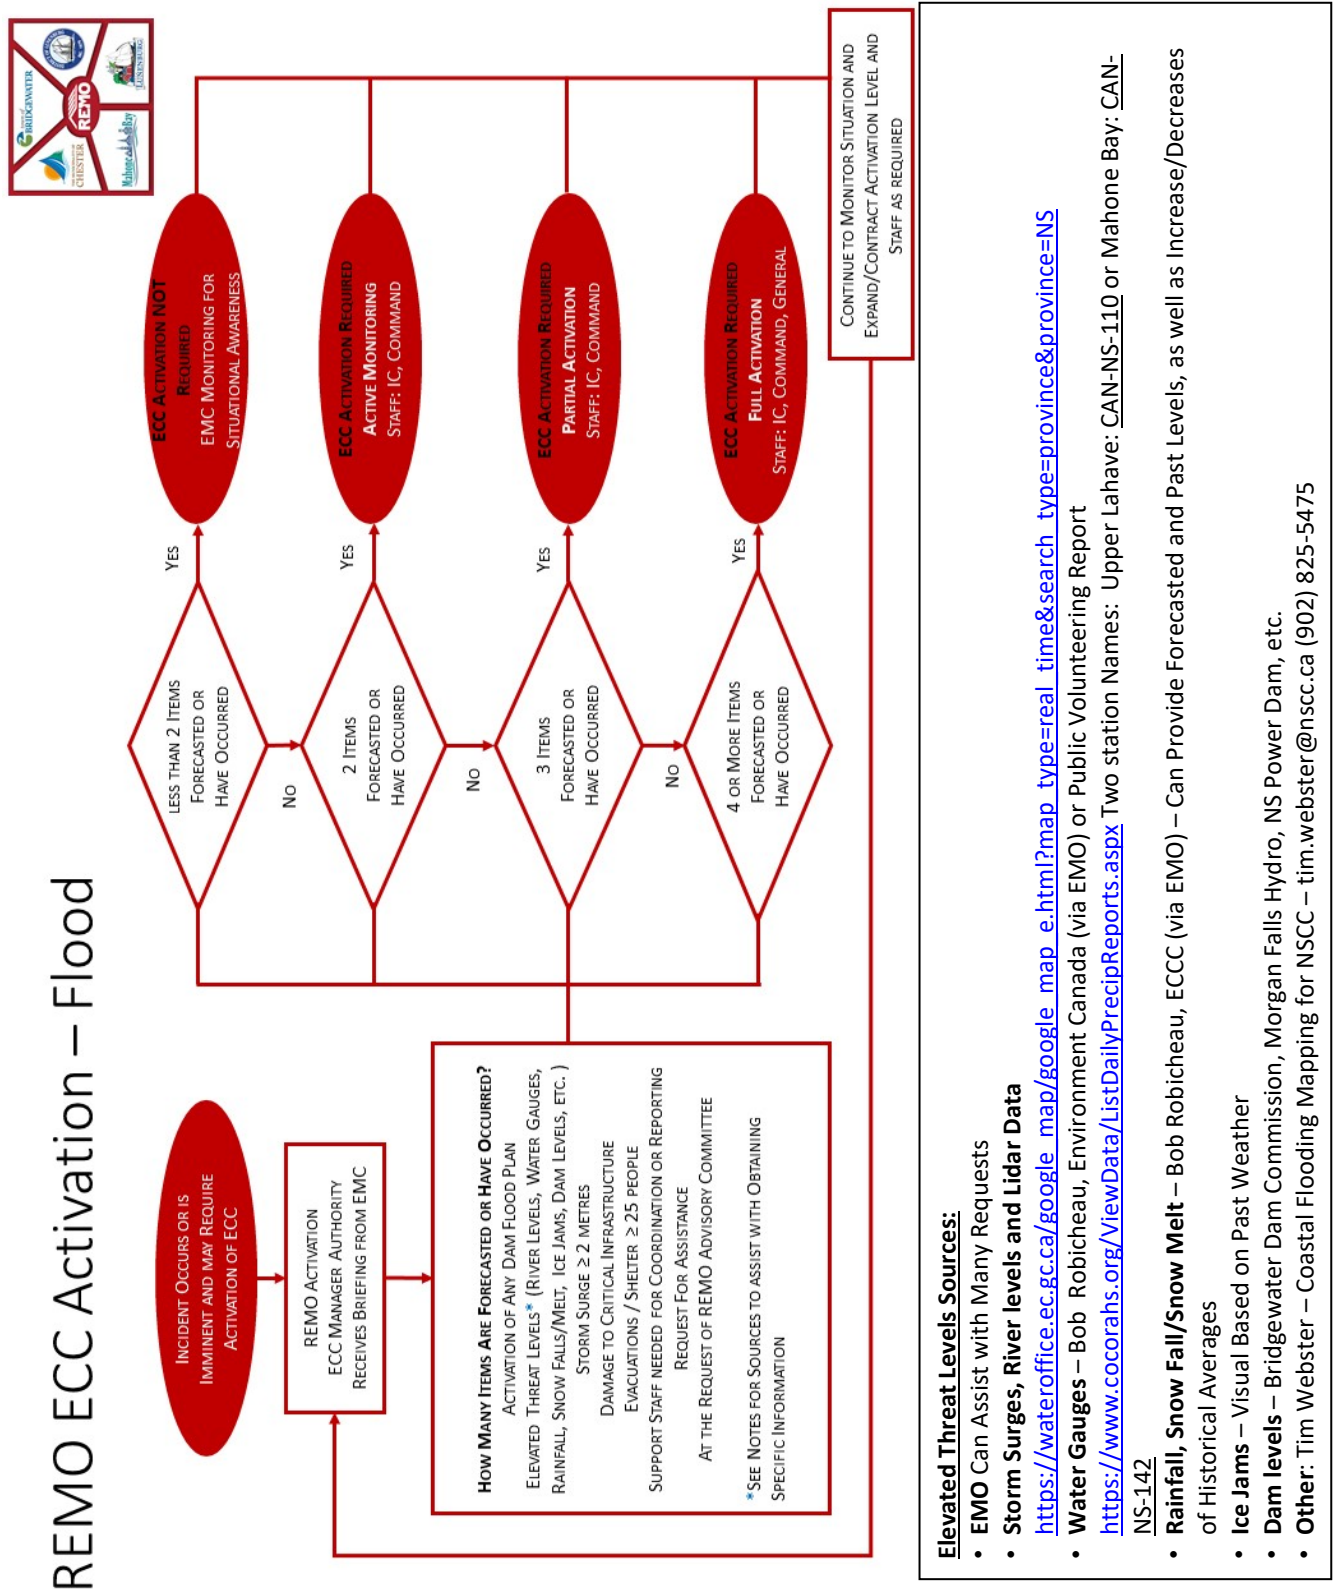 REMO ECC Activation – Flood
TOWN OF
BRIDGEWATER
CHESTER
REMO
Mahone Bay
LUNENBURG
INCIDENT OCCURS OR IS
IMMINENT AND MAY REQUIRE
ACTIVATION OF ECC
REMO ACTIVATION
ECC MANAGER AUTHORITY
RECEIVES BRIEFING FROM EMC
HOW MANY ITEMS ARE FORECASTED OR HAVE OCCURRED?
ACTIVATION OF ANY DAM FLOOD PLAN
ELEVATED THREAT LEVELS* (RIVER LEVELS, WATER GAUGES,
RAINFALL, SNOW FALLS/MELT, ICE JAMS, DAM LEVELS, ETC. )
STORM SURGE ≥ 2 METRES
DAMAGE TO CRITICAL INFRASTRUCTURE
EVACUATIONS / SHELTER ≥ 25 PEOPLE
SUPPORT STAFF NEEDED FOR COORDINATION OR REPORTING
REQUEST FOR ASSISTANCE
AT THE REQUEST OF REMO ADVISORY COMMITTEE
*SEE NOTES FOR SOURCES TO ASSIST WITH OBTAINING
SPECIFIC INFORMATION
LESS THAN 2 ITEMS
FORECASTED OR
HAVE OCCURRED
YES
ECC ACTIVATION NOT
REQUIRED
EMC MONITORING FOR
SITUATIONAL AWARENESS
NO
2 ITEMS
FORECASTED OR
HAVE OCCURRED
YES
ECC ACTIVATION REQUIRED
ACTIVE MONITORING
STAFF: IC, COMMAND
NO
3 ITEMS
FORECASTED OR
HAVE OCCURRED
YES
ECC ACTIVATION REQUIRED
PARTIAL ACTIVATION
STAFF: IC, COMMAND
NO
4 OR MORE ITEMS
FORECASTED OR
HAVE OCCURRED
YES
ECC ACTIVATION REQUIRED
FULL ACTIVATION
STAFF: IC, COMMAND, GENERAL
CONTINUE TO MONITOR SITUATION AND
EXPAND/CONTRACT ACTIVATION LEVEL AND
STAFF AS REQUIRED
Elevated Threat Levels Sources:
• EMO Can Assist with Many Requests
• Storm Surges, River levels and Lidar Data
https://wateroffice.ec.gc.ca/google_map/google_map_e.html?map_type=real_time&search_type=province&province=NS
• Water Gauges – Bob Robicheau, Environment Canada (via EMO) or Public Volunteering Report
https://www.cocorahs.org/ViewData/ListDailyPrecipReports.aspx Two station Names: Upper Lahave: CAN-NS-110 or Mahone Bay: CAN-
NS-142
• Rainfall, Snow Fall/Snow Melt – Bob Robicheau, ECCC (via EMO) – Can Provide Forecasted and Past Levels, as well as Increase/Decreases
of Historical Averages
• Ice Jams – Visual Based on Past Weather
• Dam levels – Bridgewater Dam Commission, Morgan Falls Hydro, NS Power Dam, etc.
• Other: Tim Webster – Coastal Flooding Mapping for NSCC – tim.webster@nscc.ca (902) 825-5475